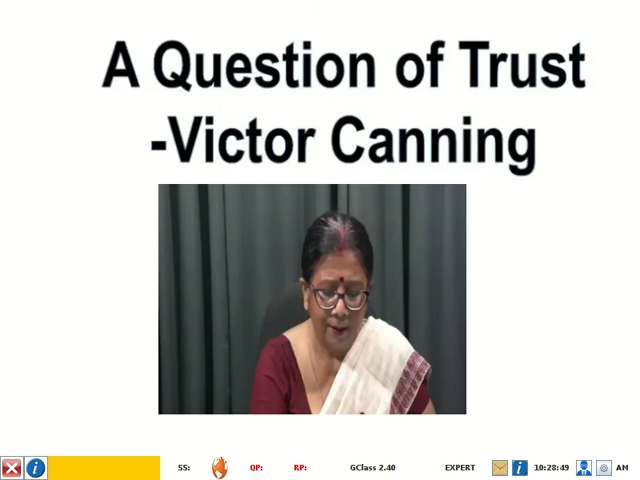 A Question of Trust
-Victor Canning
SS: QP: RP: GClass 2.40 EXPERT 10:28:49 AM